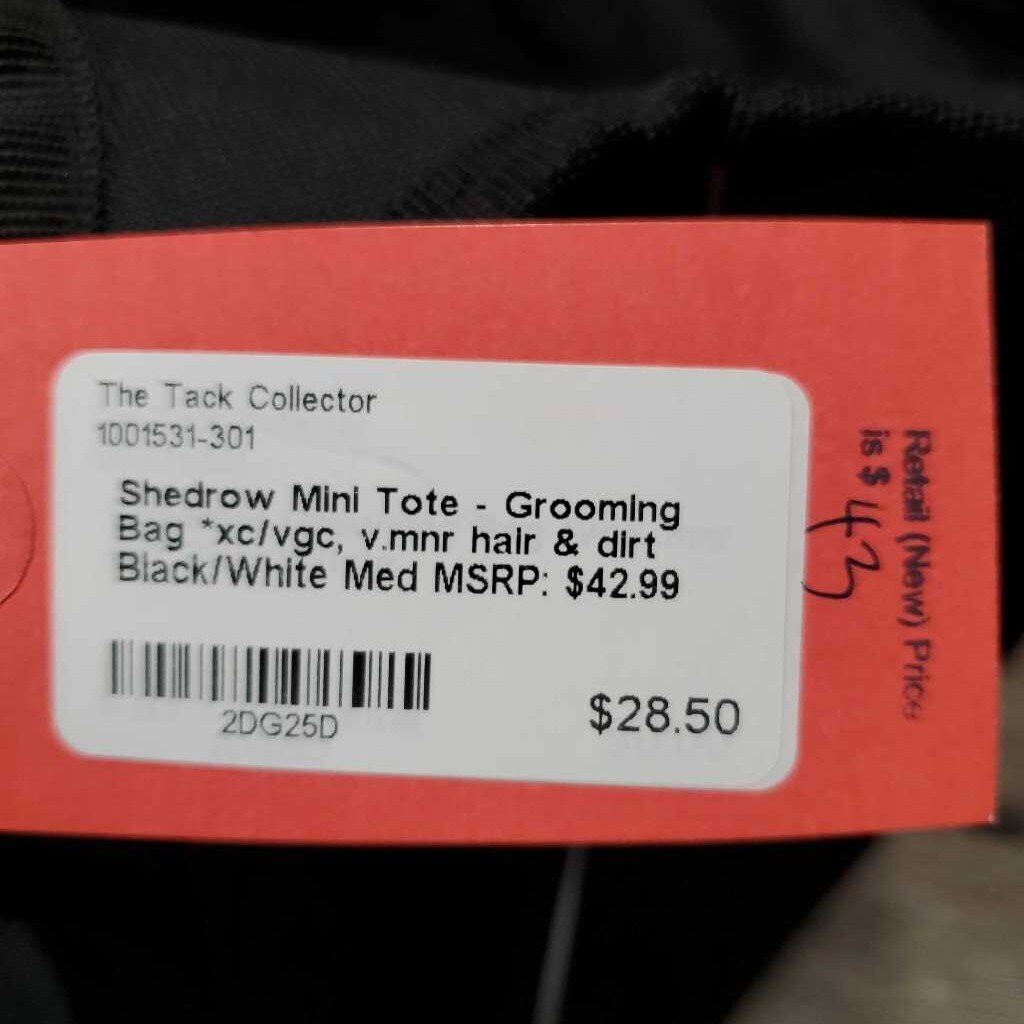 The Tack Collector
1001531-301
Shedrow Mini Tote - Grooming
Bag *xc/vgc, v.mnr hair & dirt
Black/White Med MSRP: $42.99
2DG25D
$28.50
Retail (New) Price
is $ 43